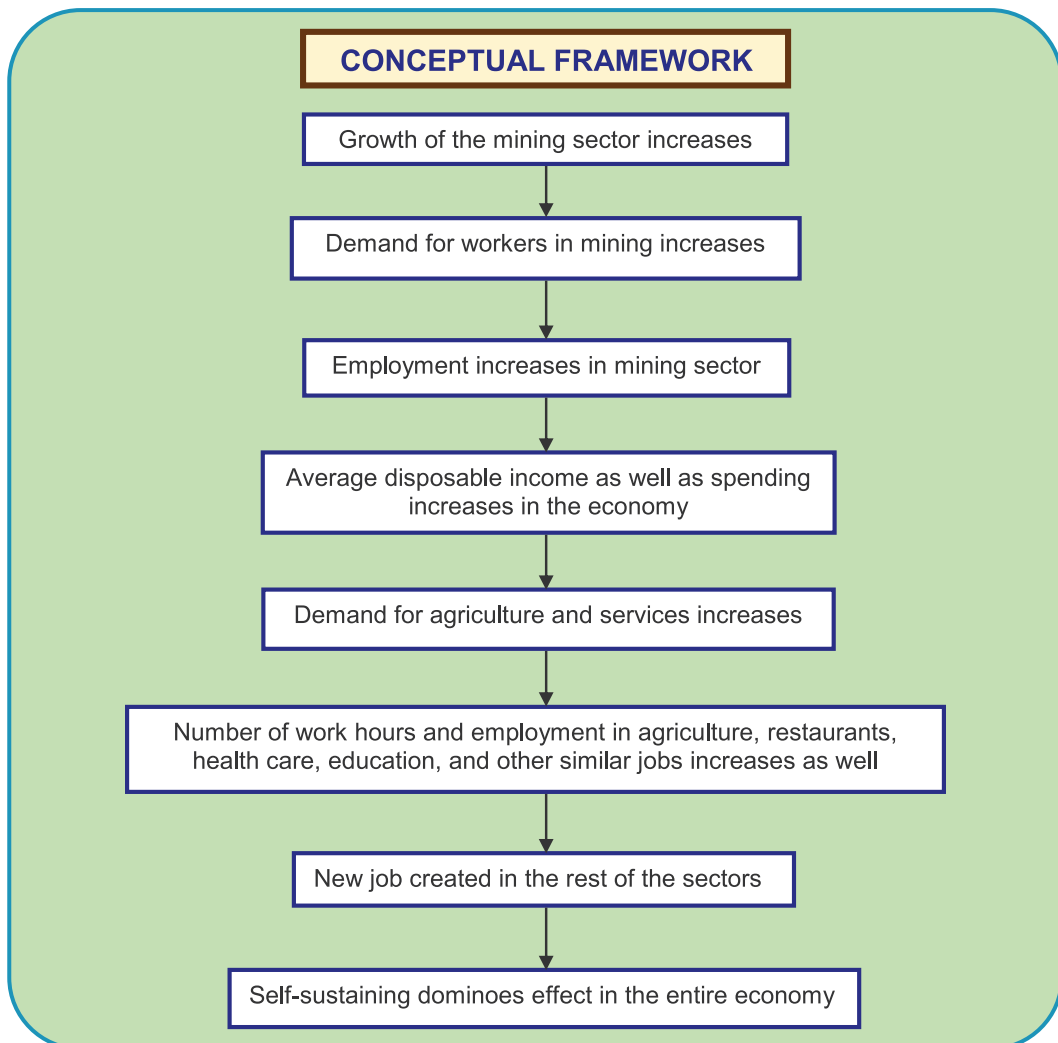 CONCEPTUAL FRAMEWORK
Growth of the mining sector increases
Demand for workers in mining increases
Employment increases in mining sector
Average disposable income as well as spending
increases in the economy
Demand for agriculture and services increases
Number of work hours and employment in agriculture, restaurants,
health care, education, and other similar jobs increases as well
New job created in the rest of the sectors
Self-sustaining dominoes effect in the entire economy